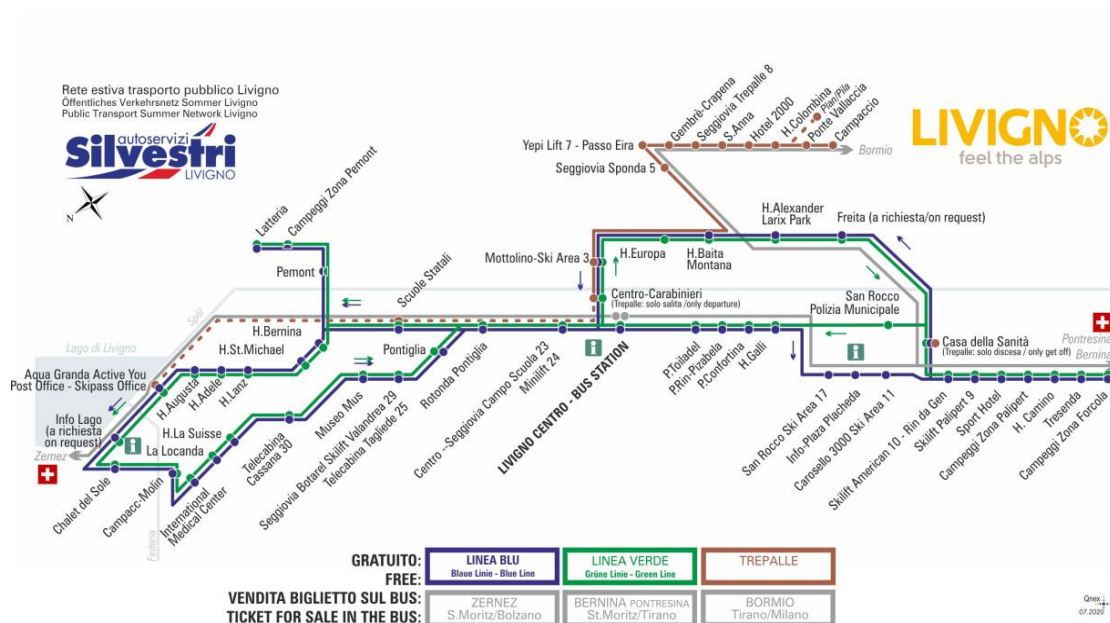 Rete estiva trasporto pubblico Livigno
Öffentliches Verkehrsnetz Sommer Livigno
Public Transport Summer Network Livigno
autoservizi
Silvestri
LIVIGNO
N
LIVIGNO
feel the alps
Gembrè-Crapena
Seggiovia Trepalle 8
S.Anna
Hotel 2000
H.Colombina
Plan/Pila
Ponte Vallaccia
Campaccio
Bormio
Yepi Lift 7 - Passo Eira
Seggiovia Sponda 5
Latteria
Campeggi Zona Pemont
Pemont
Scuole Statali
Mottolino-Ski Area 3
H.Europa
H.Baita
Montana
H.Alexander
Larix Park
Freita (a richiesta/on request)
Centro-Carabinieri
(Trepalle: solo salita /only departure)
San Rocco
Polizia Municipale
Casa della Sanità
(Trepalle: solo discesa / only get off)
Pontresina
Bernina
Spöl
Lago di Livigno
H.Bernina
H.St.Michael
Aqua Granda Active You
Post Office - Skipass Office
H.Augusta
H.Adele
H.Lanz
Info Lago
(a richiesta
on request)
Zernez
Chalet del Sole
Campacc-Molin
Federia
H.La Suisse
La Locanda
International
Medical Center
Telecabina
Cassana 30
Museo Mus
Pontiglia
Seggiovia Botarel Skilift Valandrea 29
Telecabina Tagliede 25
Rotonda Pontiglia
Centro --Seggiovia Campo Scuola 23
Minilift 24
LIVIGNO CENTRO - BUS STATION
P.Toiladel
P.Rin-Pizabela
P.Confortina
H.Galli
San Rocco Ski Area 17
Info-Plaza Placheda
Carosello 3000 Ski Area 11
Skilift American 10 - Rin da Gen
Skilift Palipert 9
Sport Hotel
Campeggi Zona Palipert
H. Camino
Tresenda
Campeggi Zona Forcola
i
i
i
GRATUITO:
FREE:
LINEA BLU
Blaue Linie - Blue Line
LINEA VERDE
Grüne Linie - Green Line
TREPALLE
VENDITA BIGLIETTO SUL BUS:
TICKET FOR SALE IN THE BUS:
ZERNEZ
S.Moritz/Bolzano
BERNINA PONTRESINA
St.Moritz/Tirano
BORMIO
Tirano/Milano
Qnex
07.2020